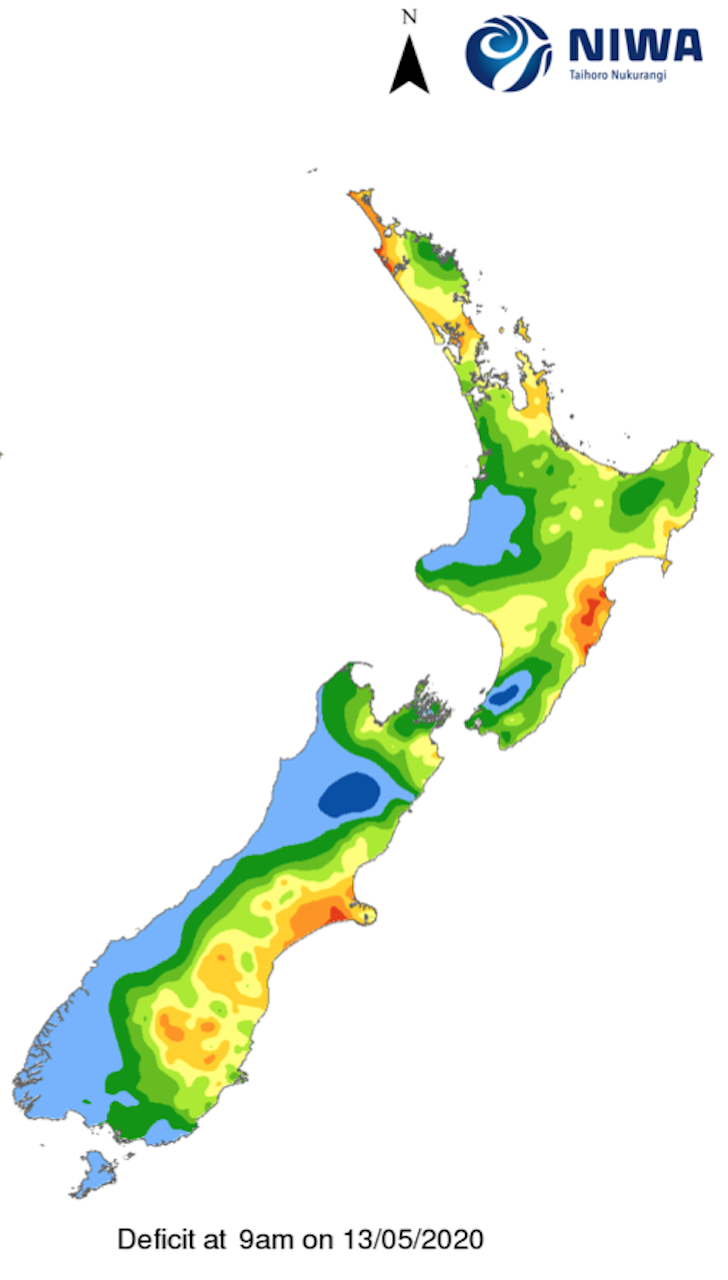 N
NIWA
Taihoro Nukurangi
Deficit at 9am on 13/05/2020